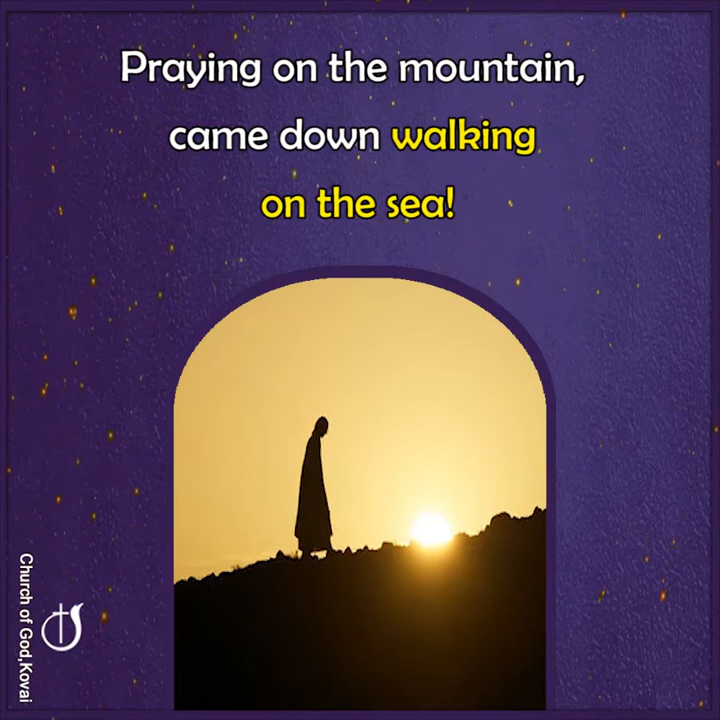 Praying on the mountain,
came down walking
on the sea!
Church of God,Kovai